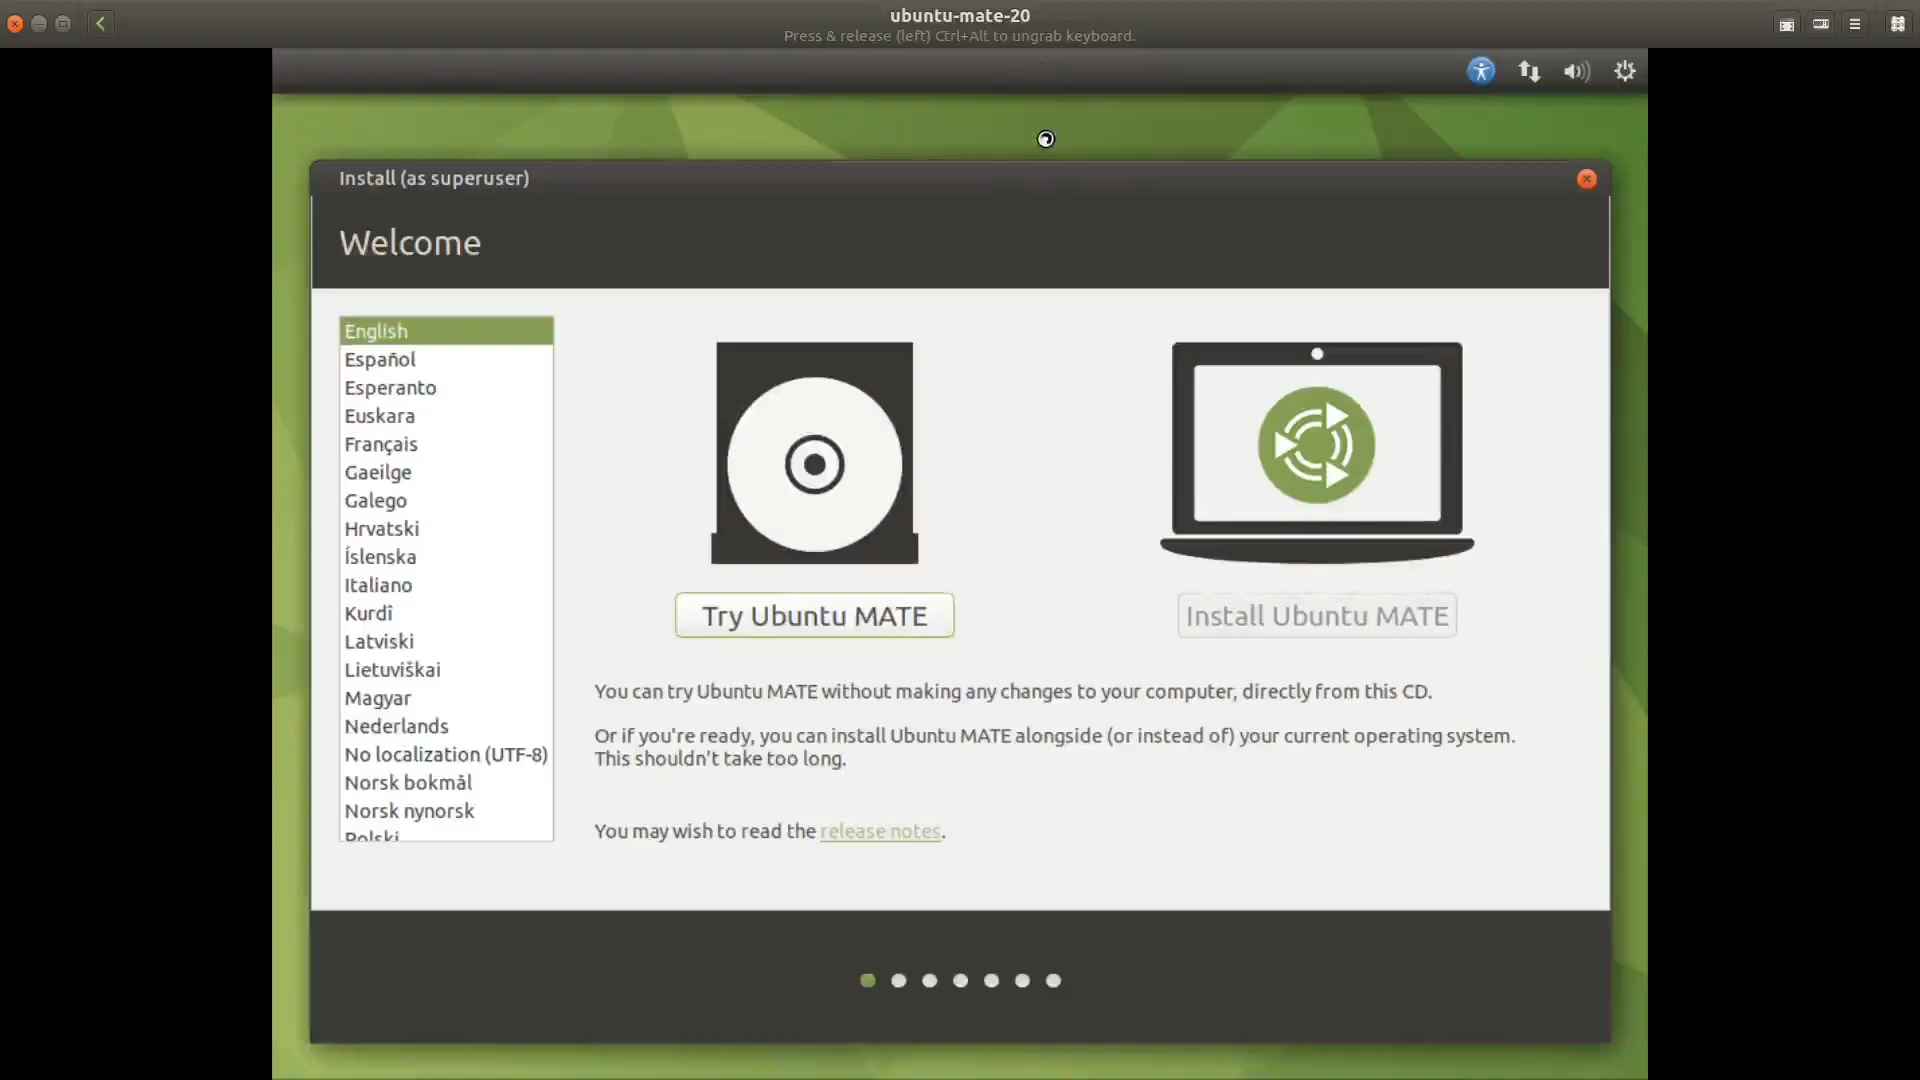 ubuntu-mate-20
Press & release (left) Ctrl+Alt to ungrab keyboard.
Install (as superuser)
Welcome
English
Español
Esperanto
Euskara
Français
Gaeilge
Galego
Hrvatski
Íslenska
Italiano
Kurdî
Latviski
Lietuviškai
Magyar
Nederlands
No localization (UTF-8)
Norsk bokmål
Norsk nynorsk
Polski
Try Ubuntu MATE
Install Ubuntu MATE
You can try Ubuntu MATE without making any changes to your computer, directly from this CD.
Or if you're ready, you can install Ubuntu MATE alongside (or instead of) your current operating system.
This shouldn't take too long.
You may wish to read the release notes.